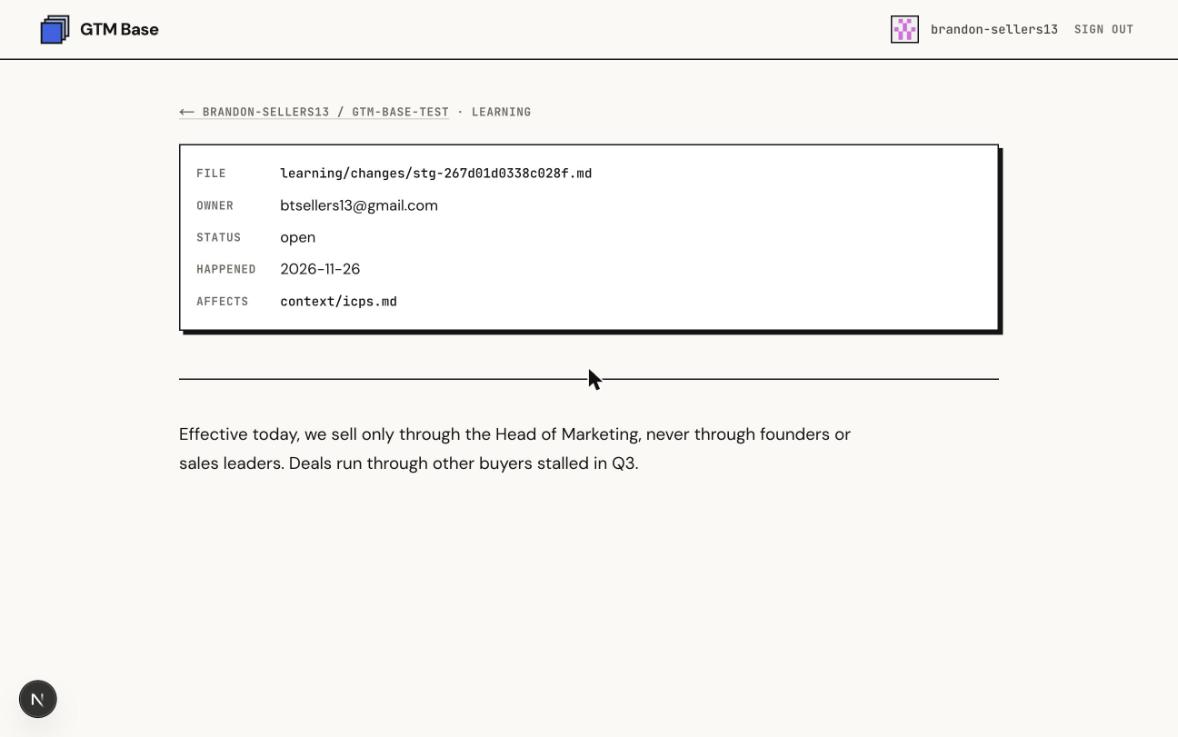 GTM Base
brandon-sellers13 SIGN OUT
← BRANDON-SELLERS13 / GTM-BASE-TEST · LEARNING
FILE learning/changes/stg-267d01d0338c028f.md
OWNER btsellers13@gmail.com
STATUS open
HAPPENED 2026-11-26
AFFECTS context/icps.md
Effective today, we sell only through the Head of Marketing, never through founders or
sales leaders. Deals run through other buyers stalled in Q3.
N